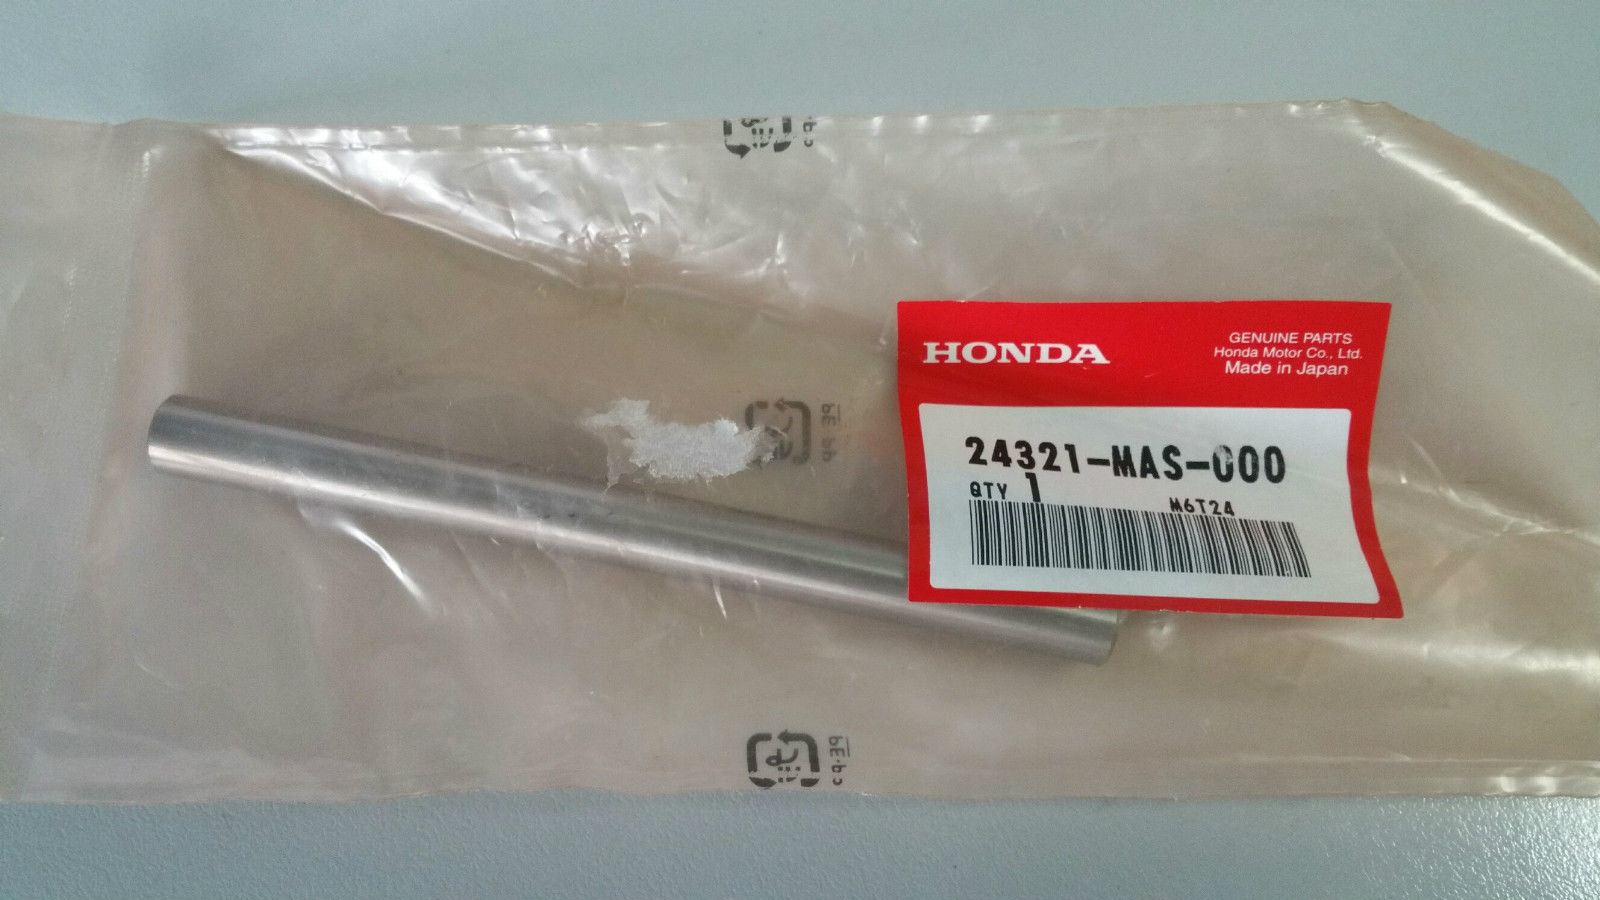 HONDA
GENUINE PARTS
Honda Motor Co., Ltd.
Made in Japan
24321-MAS-000
QTY 1
M6T24